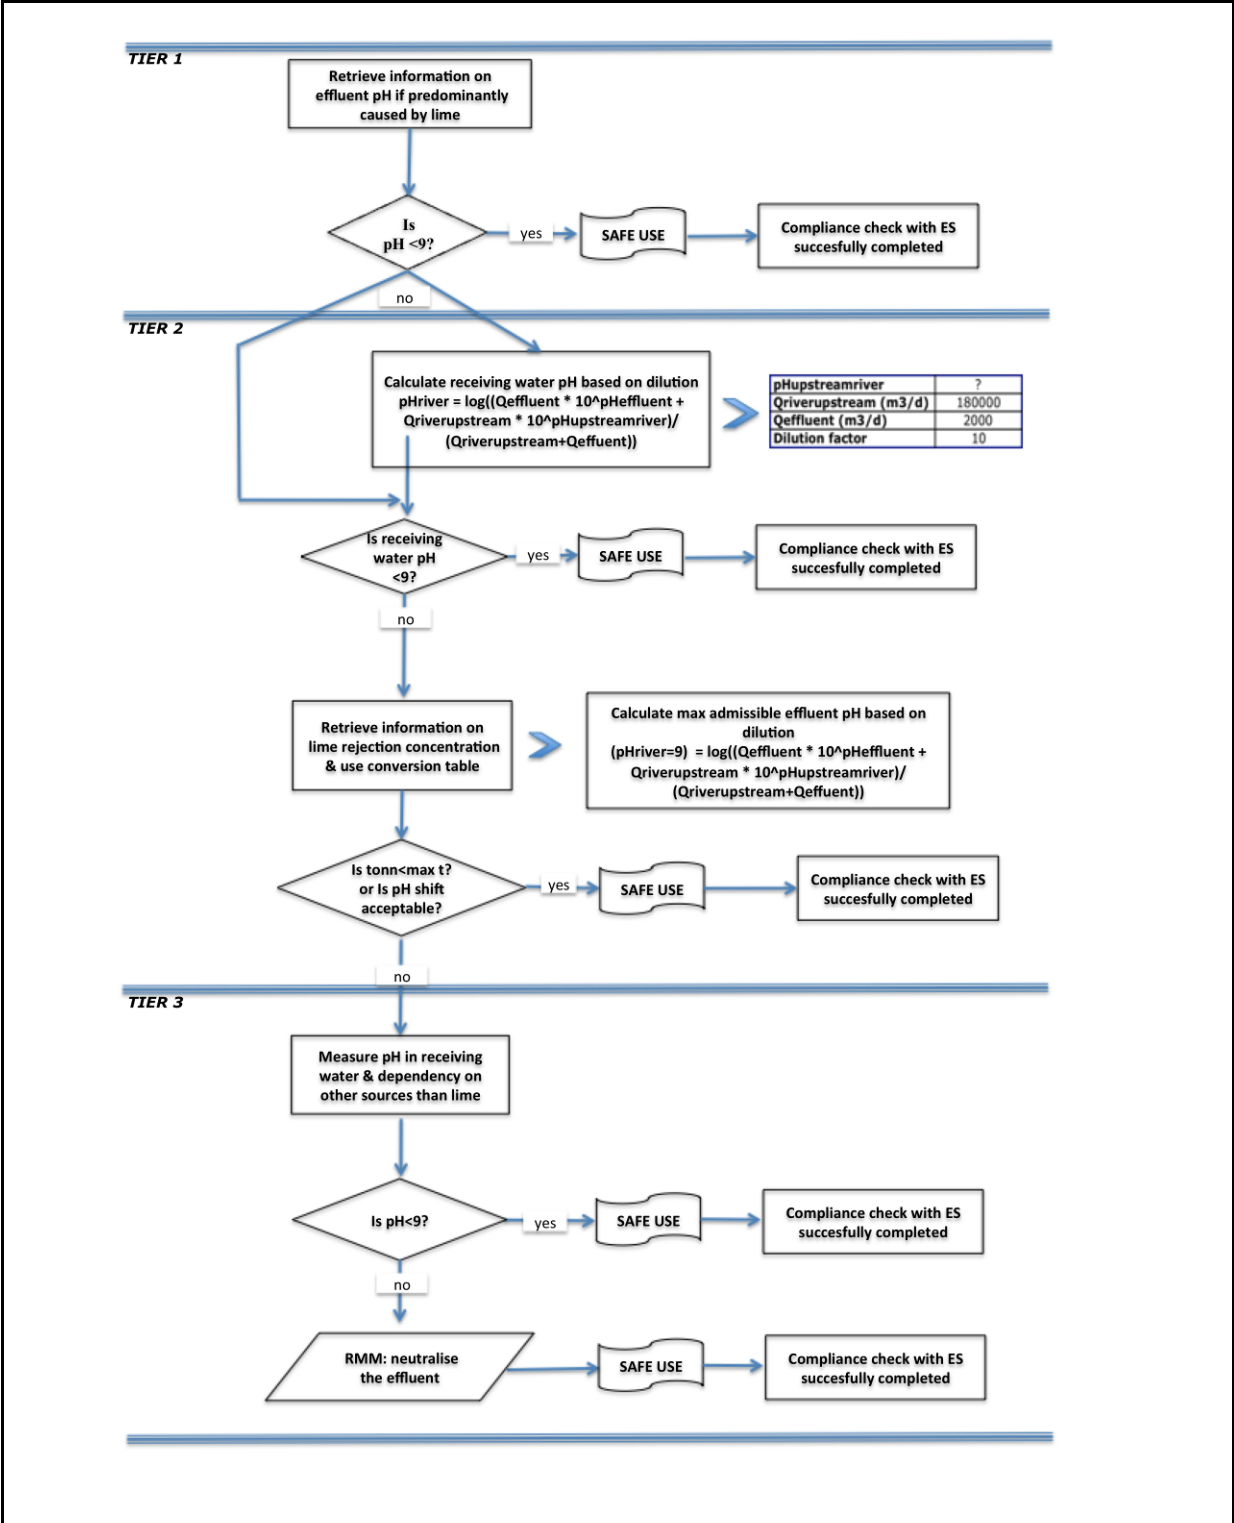 TIER 1
Retrieve information on
effluent pH if predominantly
caused by lime
Is
pH <9?
yes
SAFE USE
Compliance check with ES
succesfully completed
no
TIER 2
Calculate receiving water pH based on dilution
pHriver = log((Qeffluent * 10^pHeffluent +
Qriverupstream * 10^pHupstreamriver)/
(Qriverupstream+Qeffuent))
pHupstreamriver ?
Qriverupstream (m3/d) 180000
Qeffluent (m3/d) 2000
Dilution factor 10
Is receiving
water pH
<9?
yes
SAFE USE
Compliance check with ES
succesfully completed
no
Retrieve information on
lime rejection concentration
& use conversion table
Calculate max admissible effluent pH based on
dilution
(pHriver=9) = log((Qeffluent * 10^pHeffluent +
Qriverupstream * 10^pHupstreamriver)/
(Qriverupstream+Qeffuent))
Is tonn<max t?
or Is pH shift
acceptable?
yes
SAFE USE
Compliance check with ES
succesfully completed
no
TIER 3
Measure pH in receiving
water & dependency on
other sources than lime
Is pH<9?
yes
SAFE USE
Compliance check with ES
succesfully completed
no
RMM: neutralise
the effluent
SAFE USE
Compliance check with ES
succesfully completed